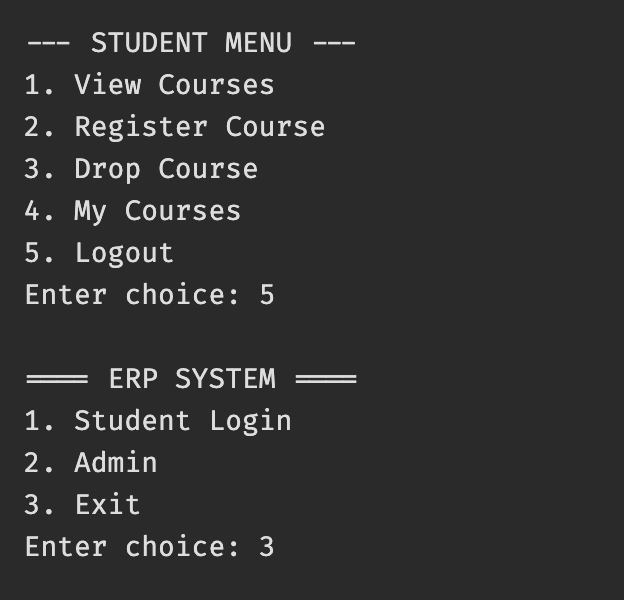 --- STUDENT MENU ---
1. View Courses
2. Register Course
3. Drop Course
4. My Courses
5. Logout
Enter choice: 5
==== ERP SYSTEM ====
1. Student Login
2. Admin
3. Exit
Enter choice: 3